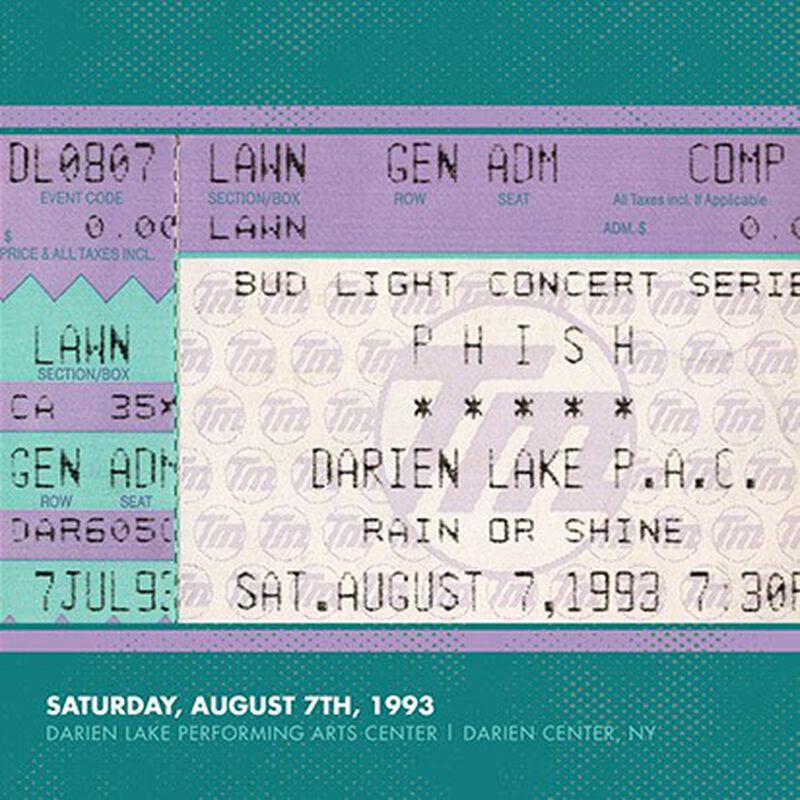 DL0807 LAWN GEN ADM COMP
EVENT CODE SECTION/BOX ROW SEAT All Taxes incl. If Applicable
$ 0.00 LAWN ADM. $ 0.0
PRICE & ALL TAXES INCL.
BUD LIGHT CONCERT SERIE
LAWN
SECTION/BOX
P H I S H
CA 35*
* * * * *
GEN ADM
ROW SEAT
DARIEN LAKE P.A.C.
DAR6050
RAIN OR SHINE
7JUL93
SAT.AUGUST 7,1993 7:30P
SATURDAY, AUGUST 7TH, 1993
DARIEN LAKE PERFORMING ARTS CENTER | DARIEN CENTER, NY